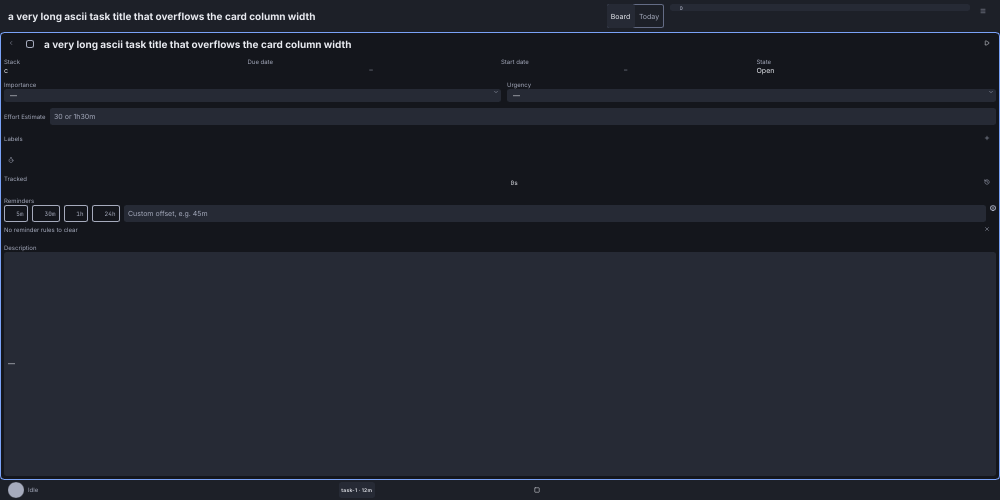 a very long ascii task title that overflows the card column width
Board Today
a very long ascii task title that overflows the card column width
Stack Due date Start date State
c – – Open
Importance Urgency
— —
Effort Estimate 30 or 1h30m
Labels
Tracked
0s
Reminders
5m 30m 1h 24h Custom offset, e.g. 45m
No reminder rules to clear
Description
—
Idle task-1 · 12m